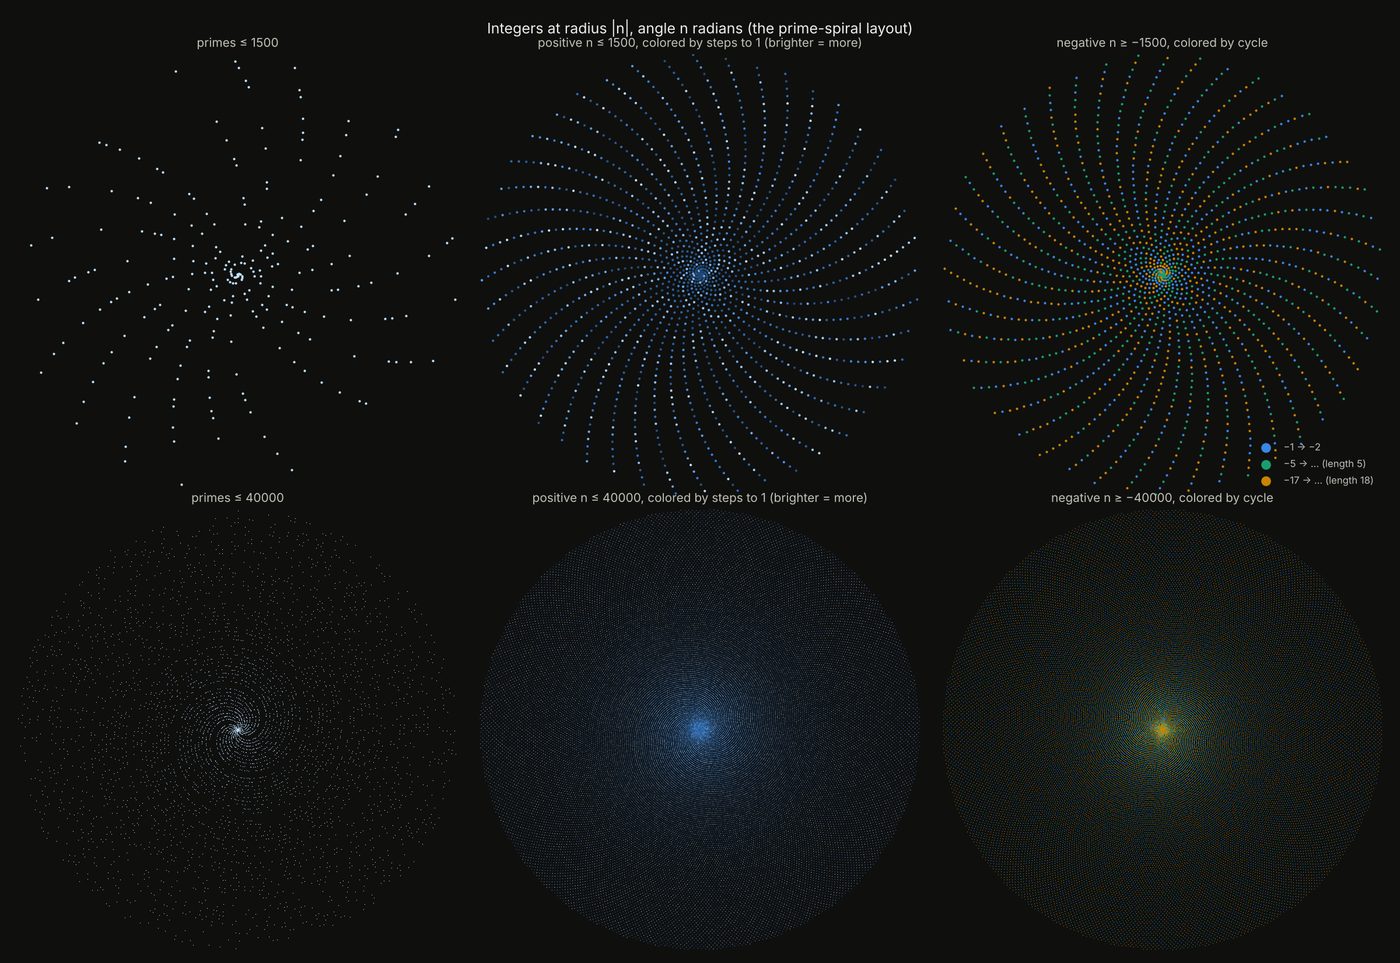 Integers at radius |n|, angle n radians (the prime-spiral layout)
primes ≤ 1500
positive n ≤ 1500, colored by steps to 1 (brighter = more)
negative n ≥ −1500, colored by cycle
−1 → −2
−5 → ... (length 5)
−17 → ... (length 18)
primes ≤ 40000
positive n ≤ 40000, colored by steps to 1 (brighter = more)
negative n ≥ −40000, colored by cycle